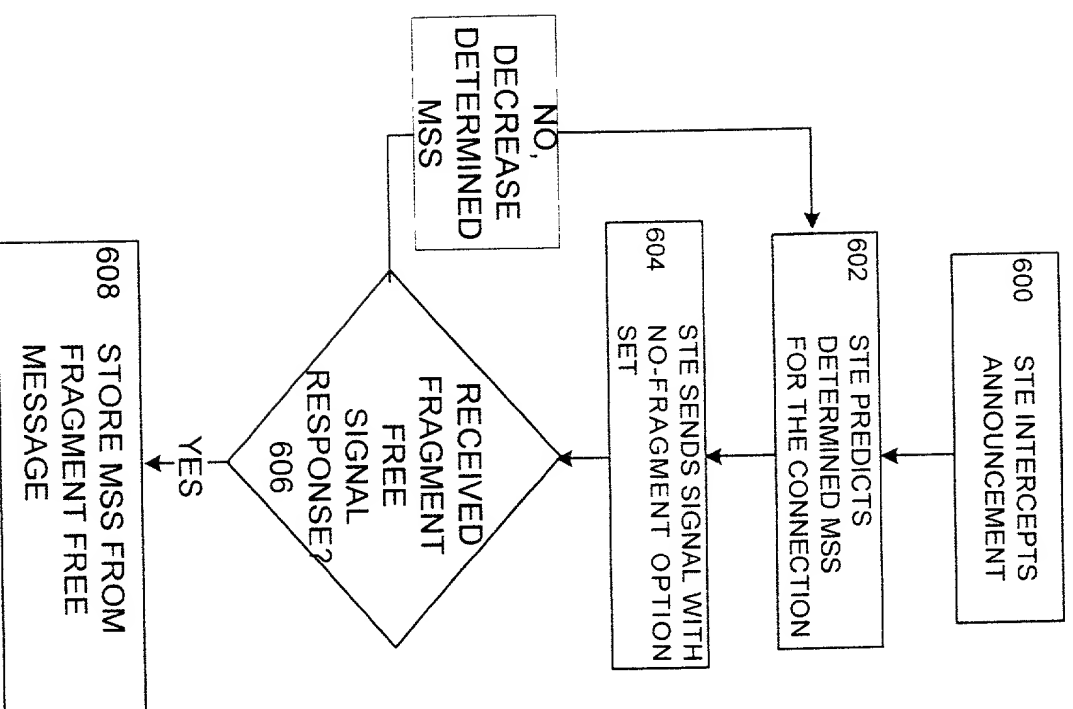 600 STE INTERCEPTS
ANNOUNCEMENT
602 STE PREDICTS
DETERMINED MSS
FOR THE CONNECTION
604 STE SENDS SIGNAL WITH
NO-FRAGMENT OPTION
SET
RECEIVED
FRAGMENT
FREE
SIGNAL
RESPONSE?
606
NO,
DECREASE
DETERMINED
MSS
YES
608 STORE MSS FROM
FRAGMENT FREE
MESSAGE